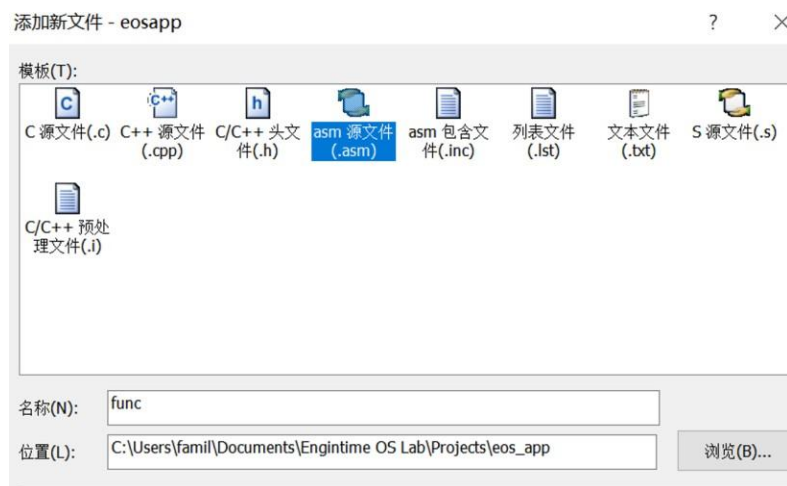 添加新文件 - eosapp
?
模板(T):
C 源文件(.c) C++ 源文件 C/C++ 头文 asm 源文件 asm 包含文 列表文件 文本文件 S 源文件(.s)
(.cpp) 件(.h) (.asm) 件(.inc) (.lst) (.txt)
C/C++ 预处
理文件(.i)
名称(N): func
位置(L): C:\Users\famil\Documents\Engintime OS Lab\Projects\eos_app 浏览(B)...